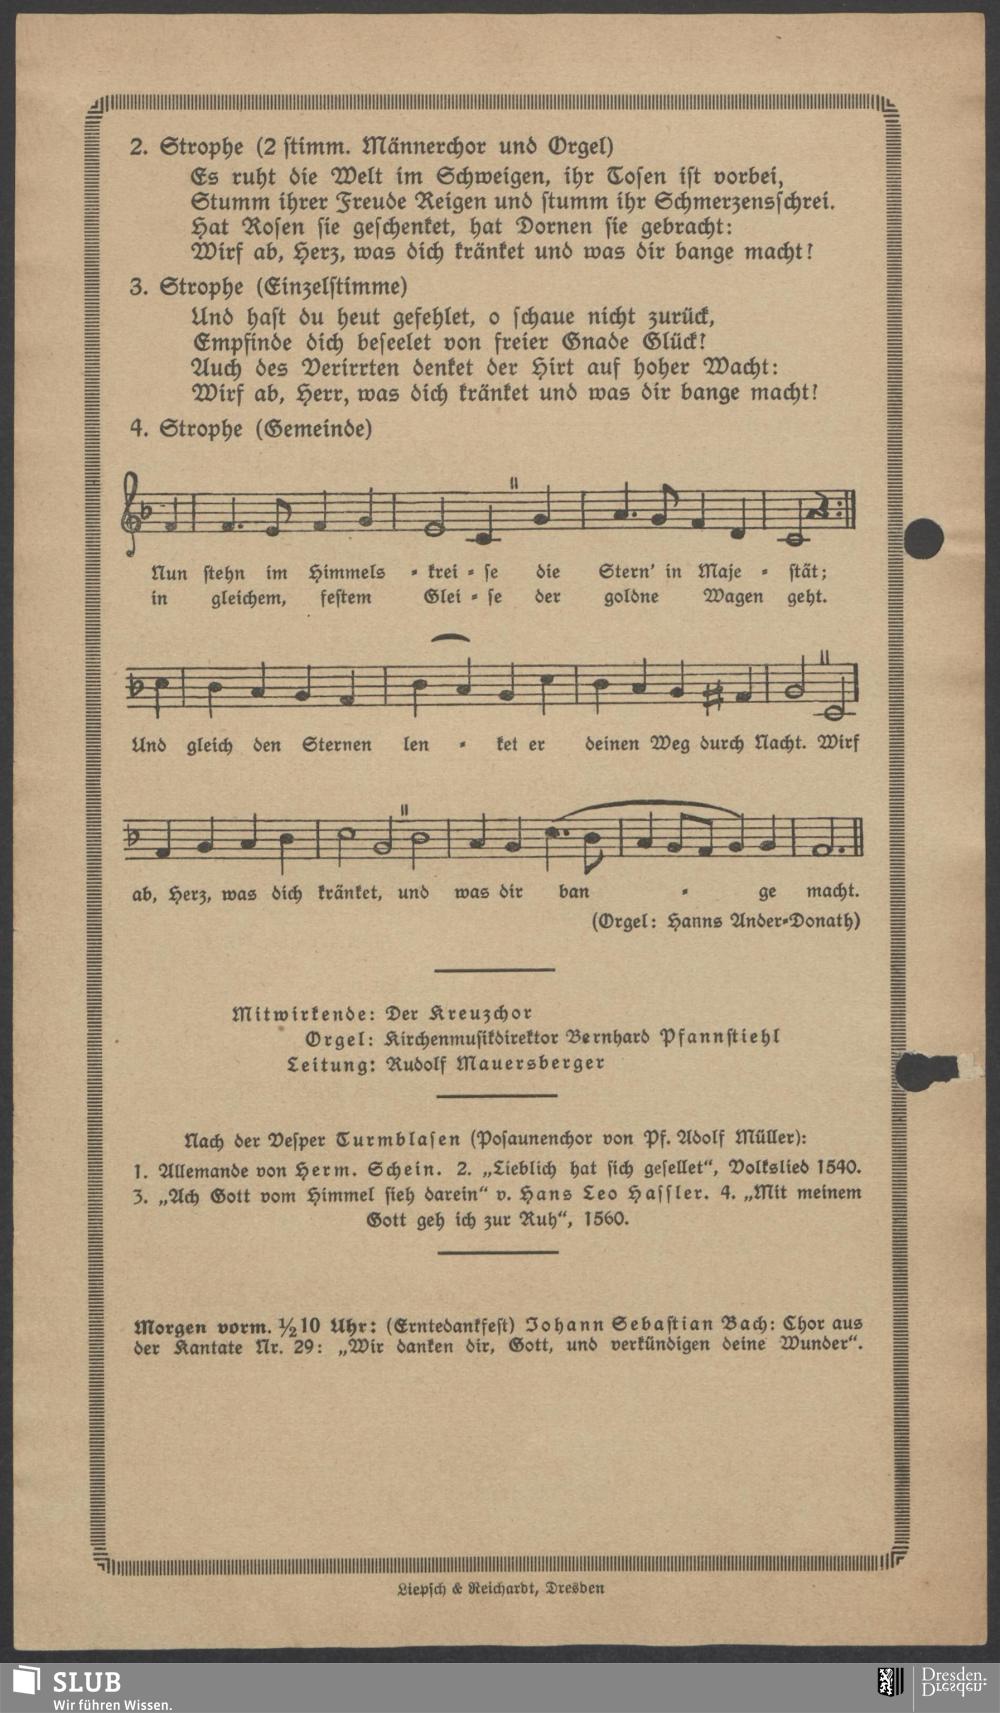 2. Strophe (2 stimm. Männerchor und Orgel)
Es ruht die Welt im Schweigen, ihr Tosen ist vorbei,
Stumm ihrer Freude Reigen und stumm ihr Schmerzensschrei.
Hat Rosen sie geschenket, hat Dornen sie gebracht:
Wirf ab, Herz, was dich kränket und was dir bange macht!
3. Strophe (Einzelstimme)
Und hast du heut gefehlet, o schaue nicht zurück,
Empfinde dich beseelet von freier Gnade Glück!
Auch des Verirrten denket der Hirt auf hoher Wacht:
Wirf ab, Herr, was dich kränket und was dir bange macht!
4. Strophe (Gemeinde)
Nun stehn im Himmels - krei - se die Stern' in Maje - stät;
in gleichem, festem Glei - se der goldne Wagen geht.
Und gleich den Sternen len - ket er deinen Weg durch Nacht. Wirf
ab, Herz, was dich kränket, und was dir ban - ge macht.
(Orgel: Hanns Ander-Donath)
Mitwirkende: Der Kreuzchor
Orgel: Kirchenmusikdirektor Bernhard Pfannstiehl
Leitung: Rudolf Mauersberger
Nach der Vesper Turmblasen (Posaunenchor von Pf. Adolf Müller):
1. Allemande von Herm. Schein. 2. „Lieblich hat sich gesellet“, Volkslied 1540.
3. „Ach Gott vom Himmel sieh darein“ v. Hans Leo Hassler. 4. „Mit meinem
Gott geh ich zur Ruh“, 1560.
Morgen vorm. ½10 Uhr: (Erntedankfest) Johann Sebastian Bach: Chor aus
der Kantate Nr. 29: „Wir danken dir, Gott, und verkündigen deine Wunder“.
Liepsch & Reichardt, Dresden
SLUB
Wir führen Wissen.
Dresden.
Dresden.